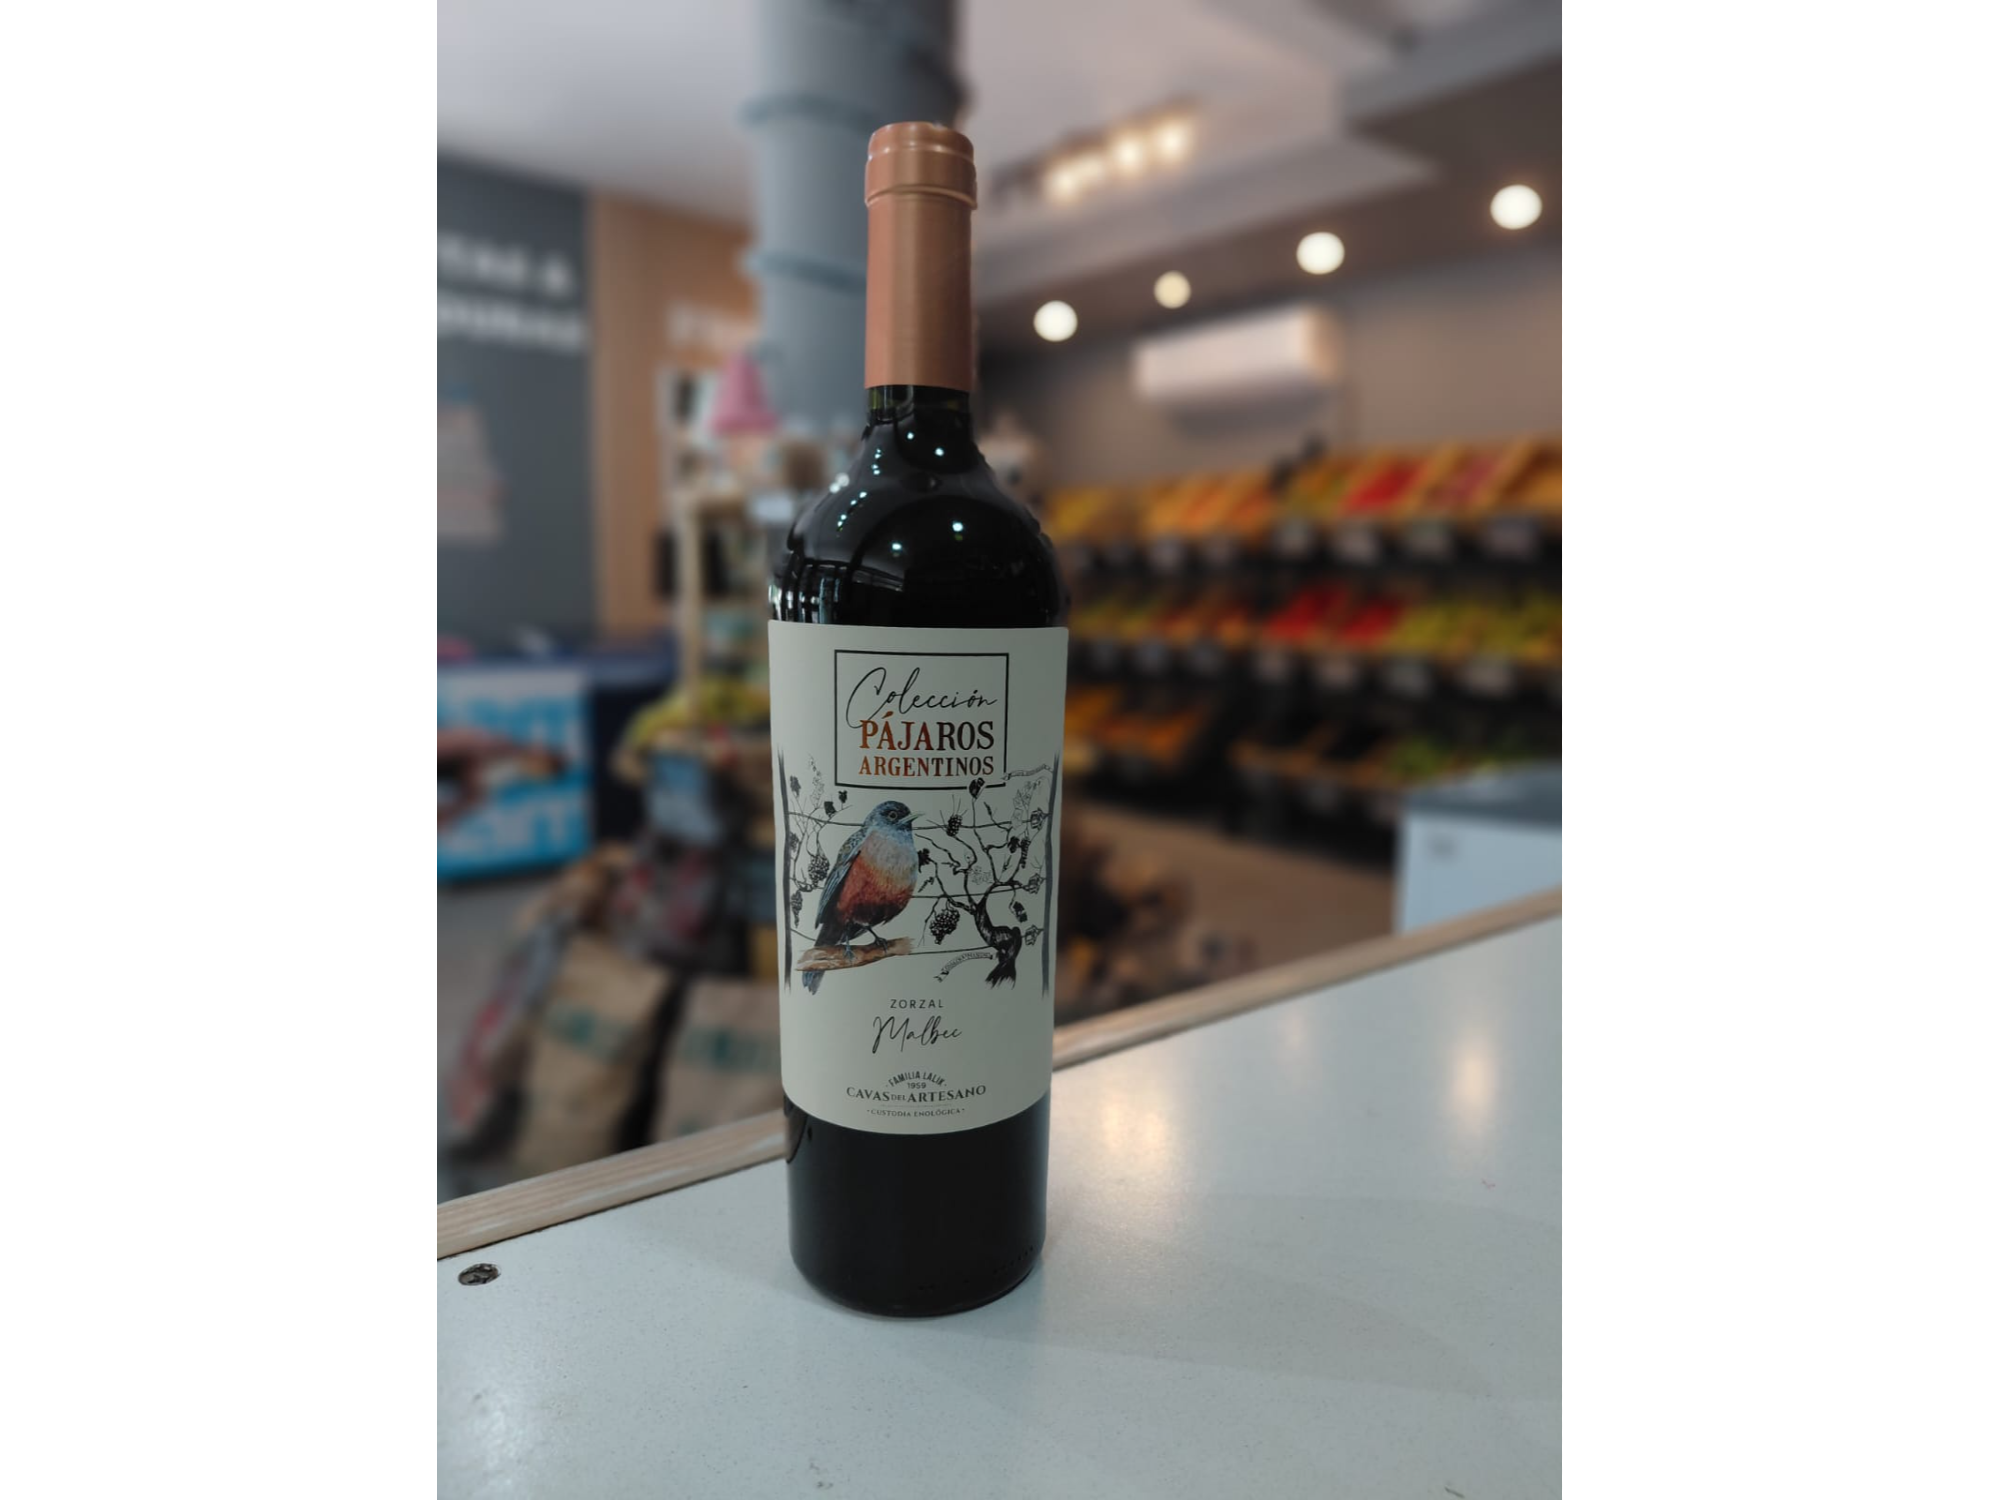 Colección
PÁJAROS
ARGENTINOS
ZORZAL
Malbec
· FAMILIA LALIK ·
1959
CAVAS DEL ARTESANO
· CUSTODIA ENOLÓGICA ·